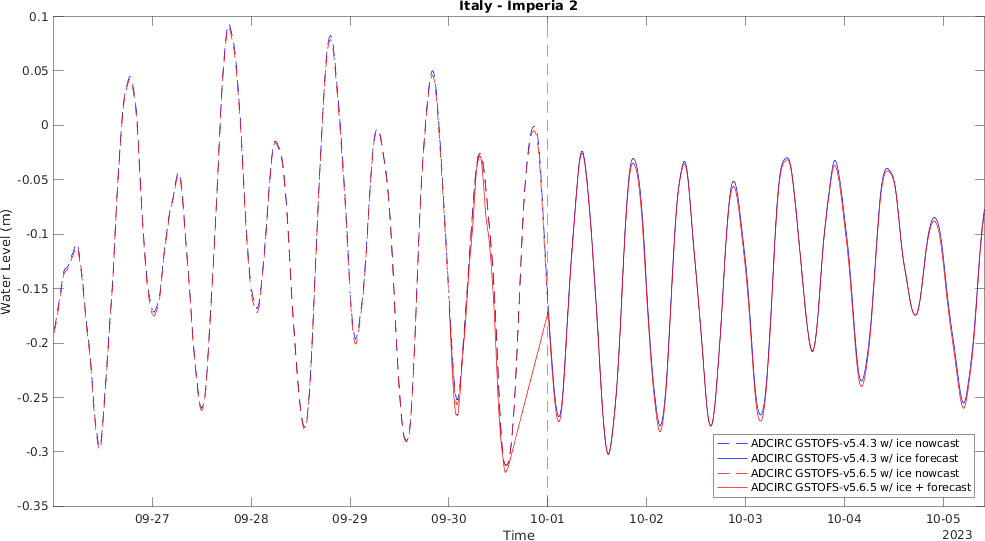 Italy - Imperia 2
Water Level (m)
0.1
0.05
0
-0.05
-0.1
-0.15
-0.2
-0.25
-0.3
-0.35
ADCIRC GSTOFS-v5.4.3 w/ ice nowcast
ADCIRC GSTOFS-v5.4.3 w/ ice forecast
ADCIRC GSTOFS-v5.6.5 w/ ice nowcast
ADCIRC GSTOFS-v5.6.5 w/ ice + forecast
09-27 09-28 09-29 09-30 10-01 10-02 10-03 10-04 10-05
Time
2023